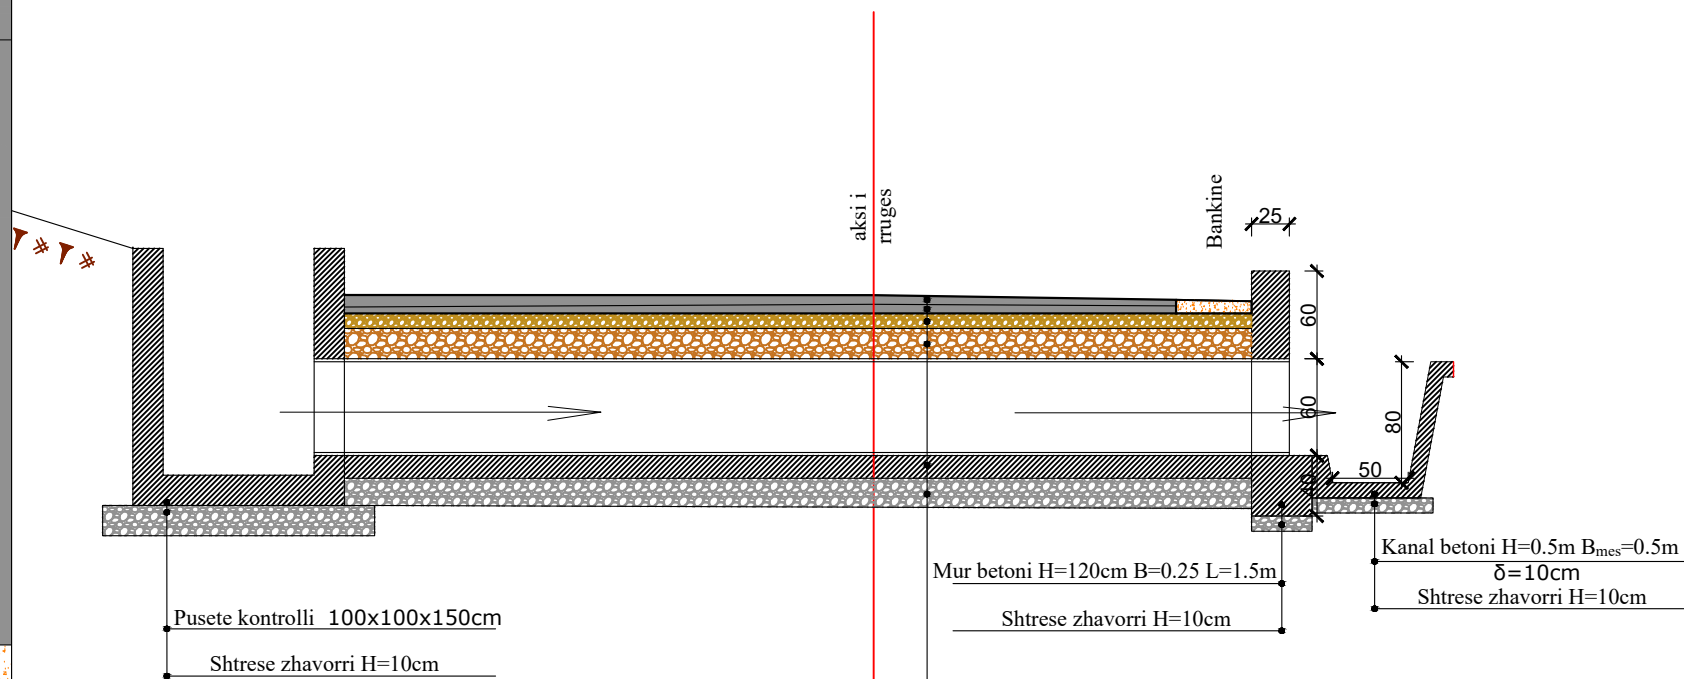 aksi i
rruges
Bankine
25
60
60
80
50
40
Kanal betoni H=0.5m Bmes=0.5m
δ=10cm
Shtrese zhavorri H=10cm
Mur betoni H=120cm B=0.25 L=1.5m
Shtrese zhavorri H=10cm
Pusete kontrolli 100x100x150cm
Shtrese zhavorri H=10cm